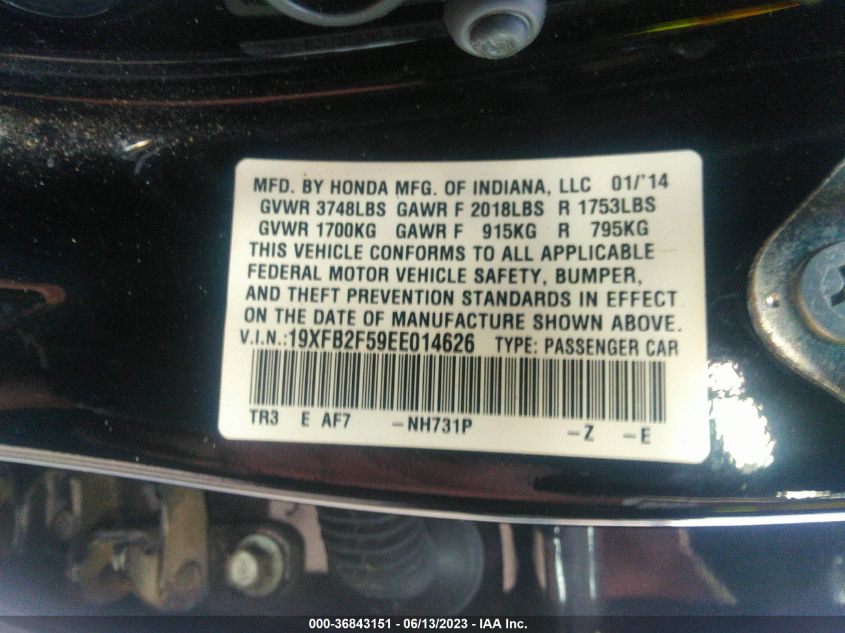 MFD. BY HONDA MFG. OF INDIANA, LLC 01/'14
GVWR 3748LBS GAWR F 2018LBS R 1753LBS
GVWR 1700KG GAWR F 915KG R 795KG
THIS VEHICLE CONFORMS TO ALL APPLICABLE
FEDERAL MOTOR VEHICLE SAFETY, BUMPER,
AND THEFT PREVENTION STANDARDS IN EFFECT
ON THE DATE OF MANUFACTURE SHOWN ABOVE.
V.I.N.:19XFB2F59EE014626 TYPE: PASSENGER CAR
TR3 E AF7 -NH731P -Z -E
000-36843151 - 06/13/2023 - IAA Inc.